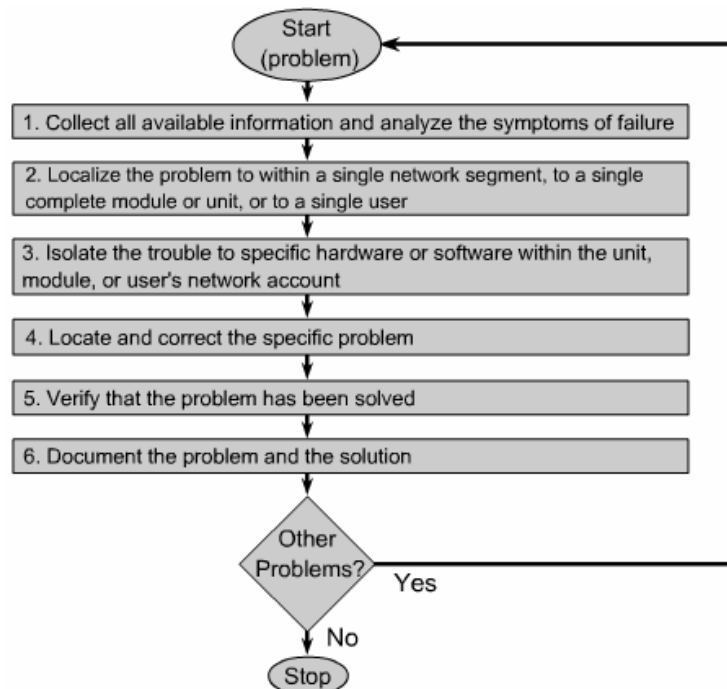 Start
(problem)
1. Collect all available information and analyze the symptoms of failure
2. Localize the problem to within a single network segment, to a single
complete module or unit, or to a single user
3. Isolate the trouble to specific hardware or software within the unit,
module, or user's network account
4. Locate and correct the specific problem
5. Verify that the problem has been solved
6. Document the problem and the solution
Other
Problems?
Yes
No
Stop